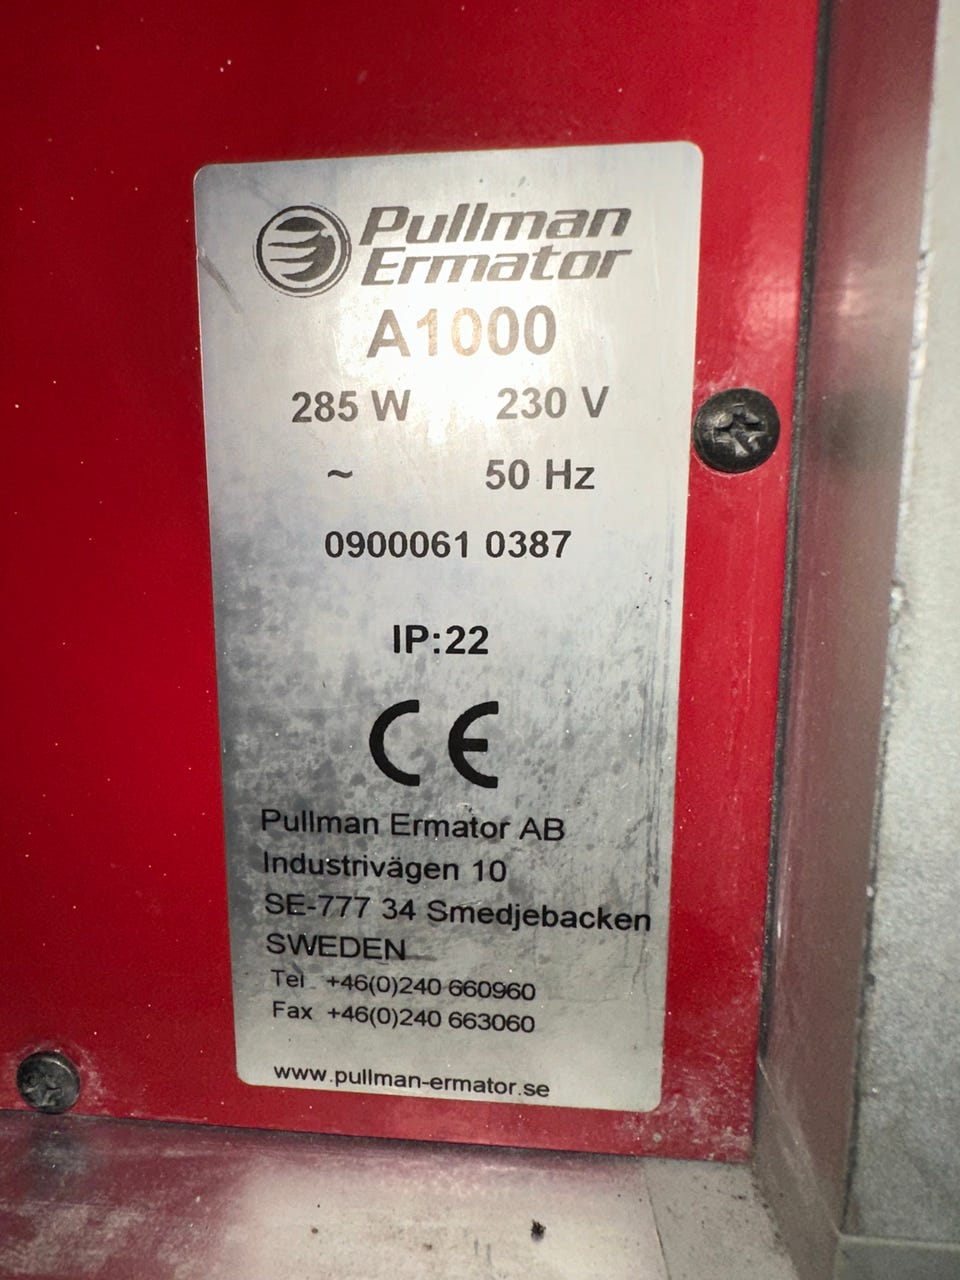 Pullman
Ermator
A1000
285 W 230 V
~ 50 Hz
0900061 0387
IP:22
CE
Pullman Ermator AB
Industrivägen 10
SE-777 34 Smedjebacken
SWEDEN
Tel +46(0)240 660960
Fax +46(0)240 663060
www.pullman-ermator.se